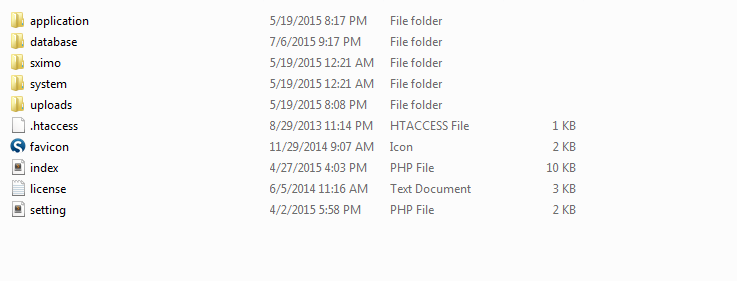 application 5/19/2015 8:17 PM File folder
database 7/6/2015 9:17 PM File folder
sximo 5/19/2015 12:21 AM File folder
system 5/19/2015 12:21 AM File folder
uploads 5/19/2015 8:08 PM File folder
.htaccess 8/29/2013 11:14 PM HTACCESS File 1 KB
favicon 11/29/2014 9:07 AM Icon 2 KB
index 4/27/2015 4:03 PM PHP File 10 KB
license 6/5/2014 11:16 AM Text Document 3 KB
setting 4/2/2015 5:58 PM PHP File 2 KB